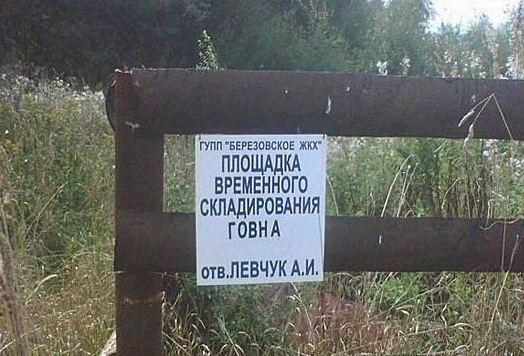 ГУПП "БЕРЕЗОВСКОЕ ЖКХ"
ПЛОЩАДКА
ВРЕМЕННОГО
СКЛАДИРОВАНИЯ
ГОВНА
отв.ЛЕВЧУК А.И.